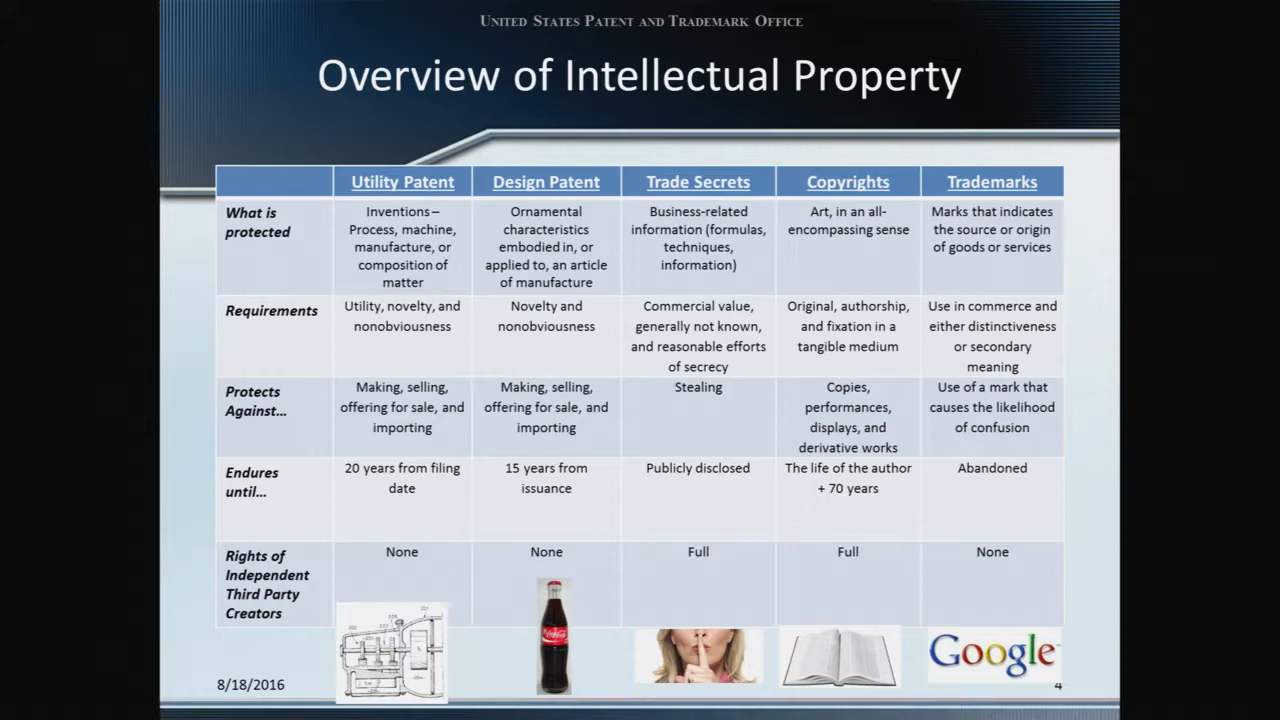 UNITED STATES PATENT AND TRADEMARK OFFICE
Overview of Intellectual Property
Utility Patent
Design Patent
Trade Secrets
Copyrights
Trademarks
What is
protected
Inventions –
Process, machine,
manufacture, or
composition of
matter
Ornamental
characteristics
embodied in, or
applied to, an article
of manufacture
Business-related
information (formulas,
techniques,
information)
Art, in an all-
encompassing sense
Marks that indicates
the source or origin
of goods or services
Requirements
Utility, novelty, and
nonobviousness
Novelty and
nonobviousness
Commercial value,
generally not known,
and reasonable efforts
of secrecy
Original, authorship,
and fixation in a
tangible medium
Use in commerce and
either distinctiveness
or secondary
meaning
Protects
Against...
Making, selling,
offering for sale, and
importing
Making, selling,
offering for sale, and
importing
Stealing
Copies,
performances,
displays, and
derivative works
Use of a mark that
causes the likelihood
of confusion
Endures
until...
20 years from filing
date
15 years from
issuance
Publicly disclosed
The life of the author
+ 70 years
Abandoned
Rights of
Independent
Third Party
Creators
None
None
Full
Full
None
Coca-Cola
Google
8/18/2016
4